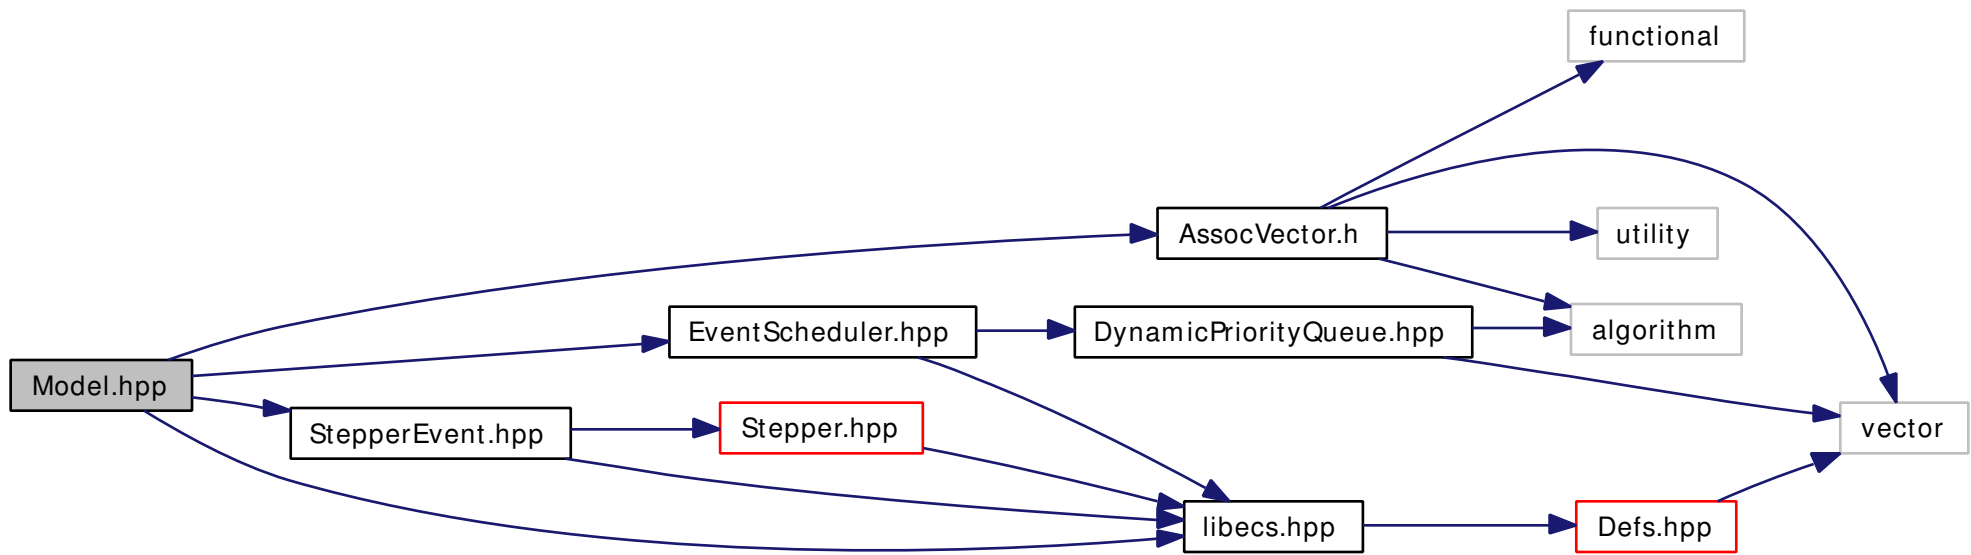 functional
AssocVector.h
utility
EventScheduler.hpp
DynamicPriorityQueue.hpp
algorithm
Model.hpp
StepperEvent.hpp
Stepper.hpp
vector
libecs.hpp
Defs.hpp